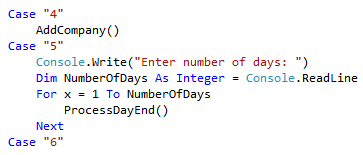 Case "4"
    AddCompany()
Case "5"
    Console.Write("Enter number of days: ")
    Dim NumberOfDays As Integer = Console.ReadLine
    For x = 1 To NumberOfDays
        ProcessDayEnd()
    Next
Case "6"